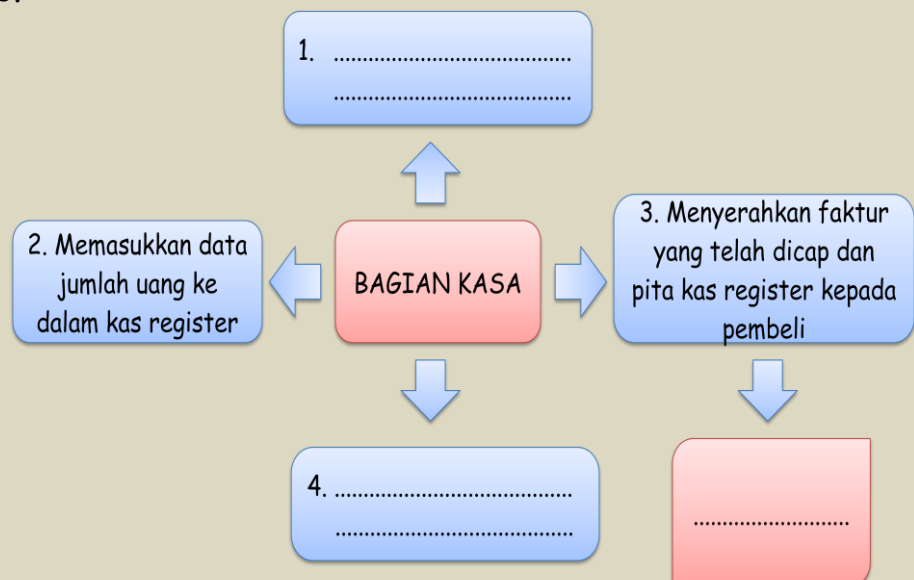 1. ..........................................
..........................................
2. Memasukkan data
jumlah uang ke
dalam kas register
BAGIAN KASA
3. Menyerahkan faktur
yang telah dicap dan
pita kas register kepada
pembeli
4. ..........................................
..........................................
...........................